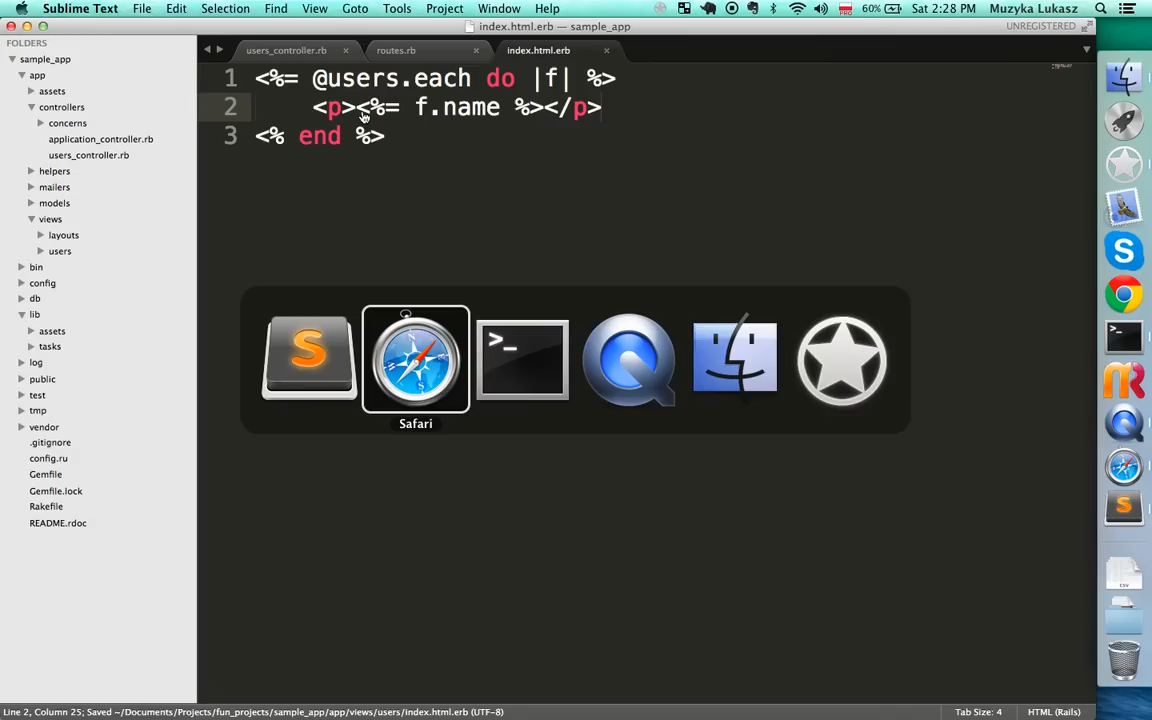 Sublime Text File Edit Selection Find View Goto Tools Project Window Help 60% Sat 2:28 PM Muzyka Lukasz
index.html.erb — sample_app UNREGISTERED
FOLDERS
sample_app
app
assets
controllers
concerns
application_controller.rb
users_controller.rb
helpers
mailers
models
views
layouts
users
bin
config
db
lib
assets
tasks
log
public
test
tmp
vendor
.gitignore
config.ru
Gemfile
Gemfile.lock
Rakefile
README.rdoc
users_controller.rb × routes.rb × index.html.erb ×
1 <%= @users.each do |f| %>
2 <p><%= f.name %></p>
3 <% end %>
Safari
Line 2, Column 25; Saved ~/Documents/Projects/fun_projects/sample_app/app/views/users/index.html.erb (UTF-8) Tab Size: 4 HTML (Rails)